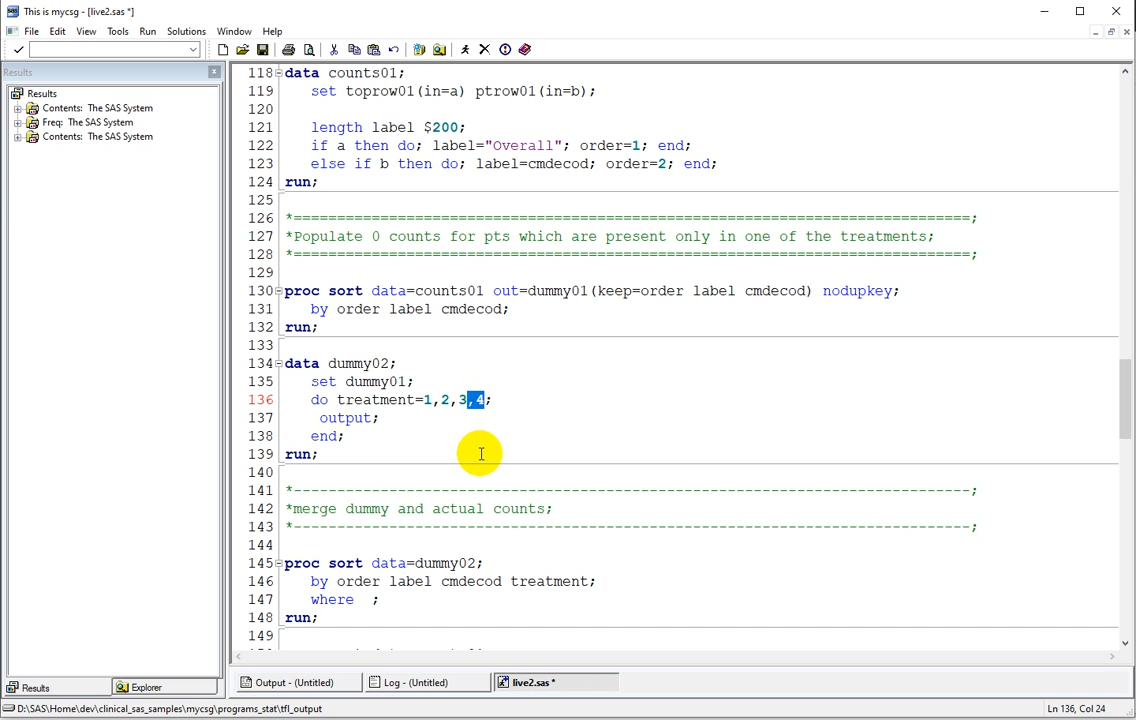 This is mycsg - [live2.sas *]
File Edit View Tools Run Solutions Window Help
Results
Results
Contents: The SAS System
Freq: The SAS System
Contents: The SAS System
118 data counts01;
119 set toprow01(in=a) ptrow01(in=b);
120
121 length label $200;
122 if a then do; label="Overall"; order=1; end;
123 else if b then do; label=cmdecod; order=2; end;
124 run;
125
126 *==============================================================================;
127 *Populate 0 counts for pts which are present only in one of the treatments;
128 *==============================================================================;
129
130 proc sort data=counts01 out=dummy01(keep=order label cmdecod) nodupkey;
131 by order label cmdecod;
132 run;
133
134 data dummy02;
135 set dummy01;
136 do treatment=1,2,3,4;
137 output;
138 end;
139 run;
140
141 *------------------------------------------------------------------------------;
142 *merge dummy and actual counts;
143 *------------------------------------------------------------------------------;
144
145 proc sort data=dummy02;
146 by order label cmdecod treatment;
147 where ;
148 run;
149
Results Explorer
Output - (Untitled) Log - (Untitled) live2.sas *
D:\SAS\Home\dev\clinical_sas_samples\mycsg\programs_stat\tfl_output Ln 136, Col 24